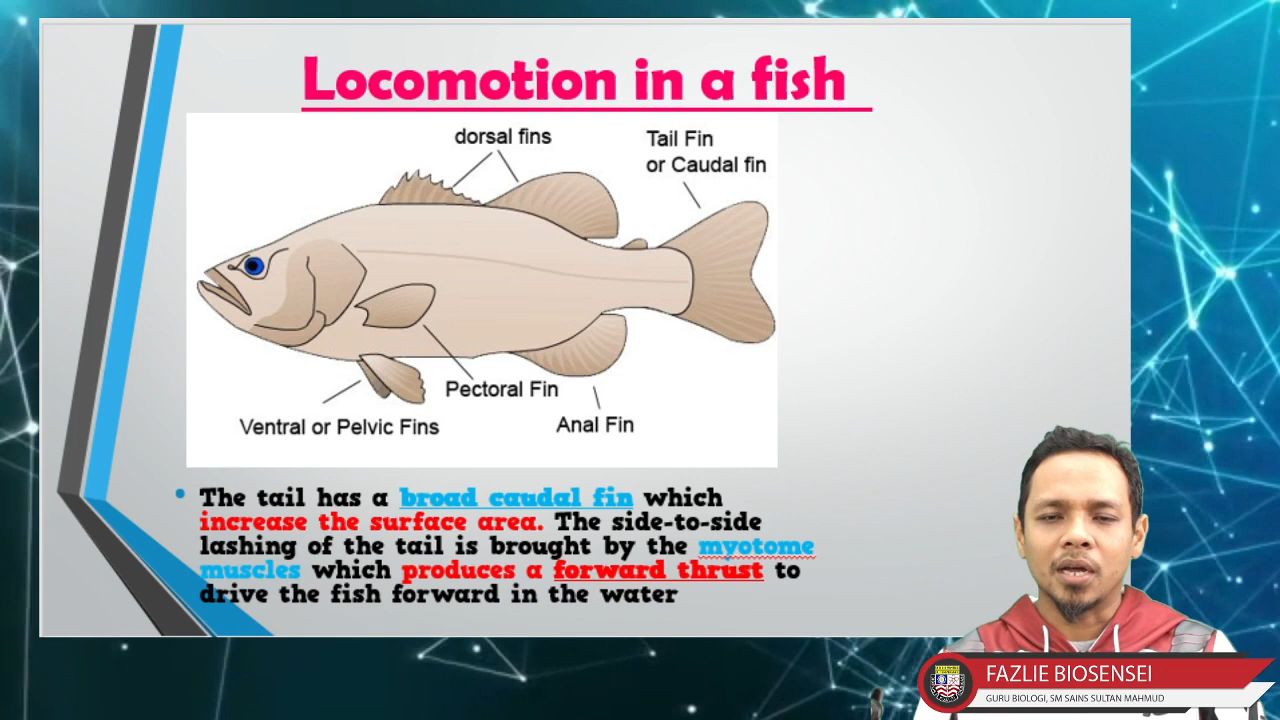 Locomotion in a fish
dorsal fins
Tail Fin
or Caudal fin
Pectoral Fin
Ventral or Pelvic Fins
Anal Fin
The tail has a broad caudal fin which
increase the surface area. The side-to-side
lashing of the tail is brought by the myotome
muscles which produces a forward thrust to
drive the fish forward in the water
FAZLIE BIOSENSEI
GURU BIOLOGI, SM SAINS SULTAN MAHMUD